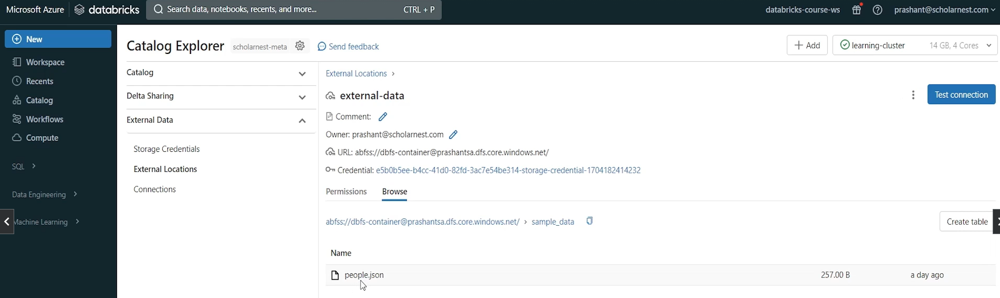 Microsoft Azure databricks Search data, notebooks, recents, and more... CTRL + P databricks-course-ws prashant@scholarnest.com
New
Workspace
Recents
Catalog
Workflows
Compute
SQL
Data Engineering
Machine Learning
Catalog Explorer scholarnest-meta Send feedback Add learning-cluster 14 GB, 4 Cores
Catalog
Delta Sharing
External Data
Storage Credentials
External Locations
Connections
External Locations >
external-data Test connection
Comment:
Owner: prashant@scholarnest.com
URL: abfss://dbfs-container@prashantsa.dfs.core.windows.net/
Credential: e5b0b5ee-b4cc-41d0-82fd-3ac7e54be314-storage-credential-1704182414232
Permissions Browse
abfss://dbfs-container@prashantsa.dfs.core.windows.net/ > sample_data Create table
Name
people.json 257.00 B a day ago